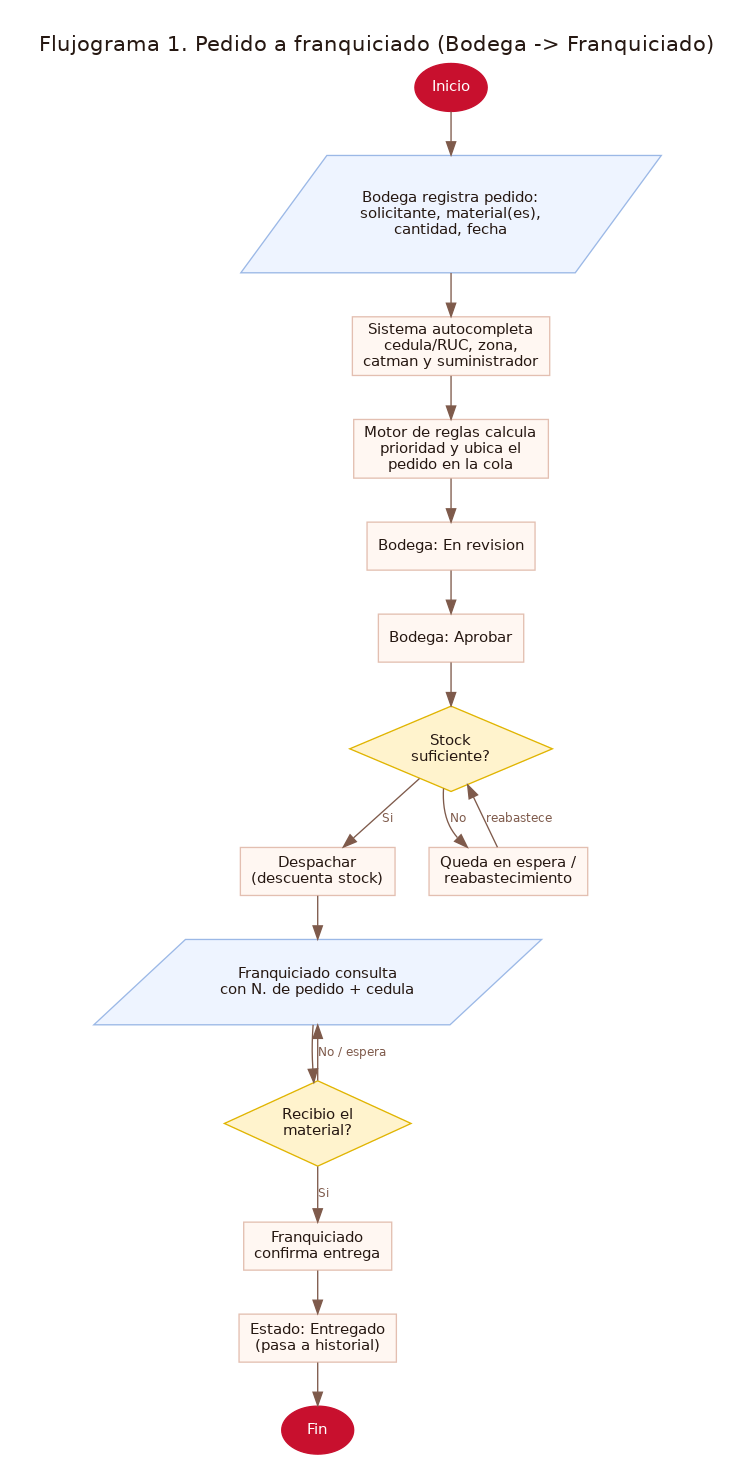 Flujograma 1. Pedido a franquiciado (Bodega -> Franquiciado)
Inicio
Bodega registra pedido:
solicitante, material(es),
cantidad, fecha
Sistema autocompleta
cedula/RUC, zona,
catman y suministrador
Motor de reglas calcula
prioridad y ubica el
pedido en la cola
Bodega: En revision
Bodega: Aprobar
Stock
suficiente?
Si
No
reabastece
Despachar
(descuenta stock)
Queda en espera /
reabastecimiento
Franquiciado consulta
con N. de pedido + cedula
No / espera
Recibio el
material?
Si
Franquiciado
confirma entrega
Estado: Entregado
(pasa a historial)
Fin